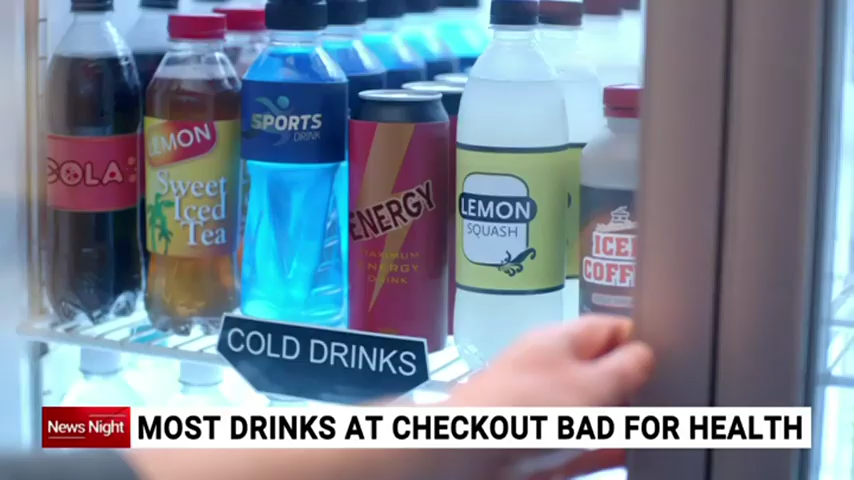 COLA
LEMON
Sweet
Iced
Tea
SPORTS
DRINK
ENERGY
MAXIMUM
ENERGY
DRINK
LEMON
SQUASH
ICED
COFFE
COLD DRINKS
News Night
MOST DRINKS AT CHECKOUT BAD FOR HEALTH